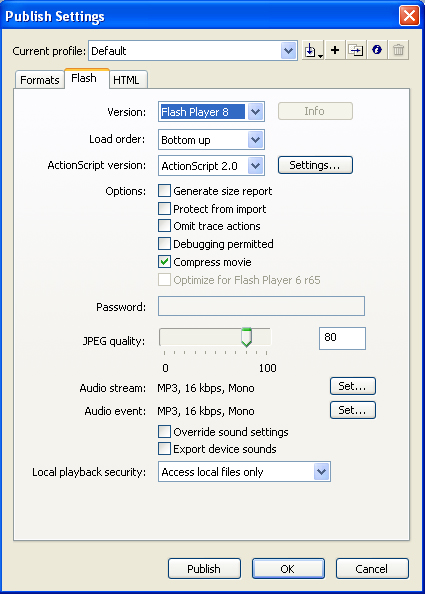 Publish Settings
Current profile: Default
Formats Flash HTML
Version: Flash Player 8 Info
Load order: Bottom up
ActionScript version: ActionScript 2.0 Settings...
Options: Generate size report
Protect from import
Omit trace actions
Debugging permitted
Compress movie
Optimize for Flash Player 6 r65
Password:
JPEG quality: 80
0 100
Audio stream: MP3, 16 kbps, Mono Set...
Audio event: MP3, 16 kbps, Mono Set...
Override sound settings
Export device sounds
Local playback security: Access local files only
Publish OK Cancel